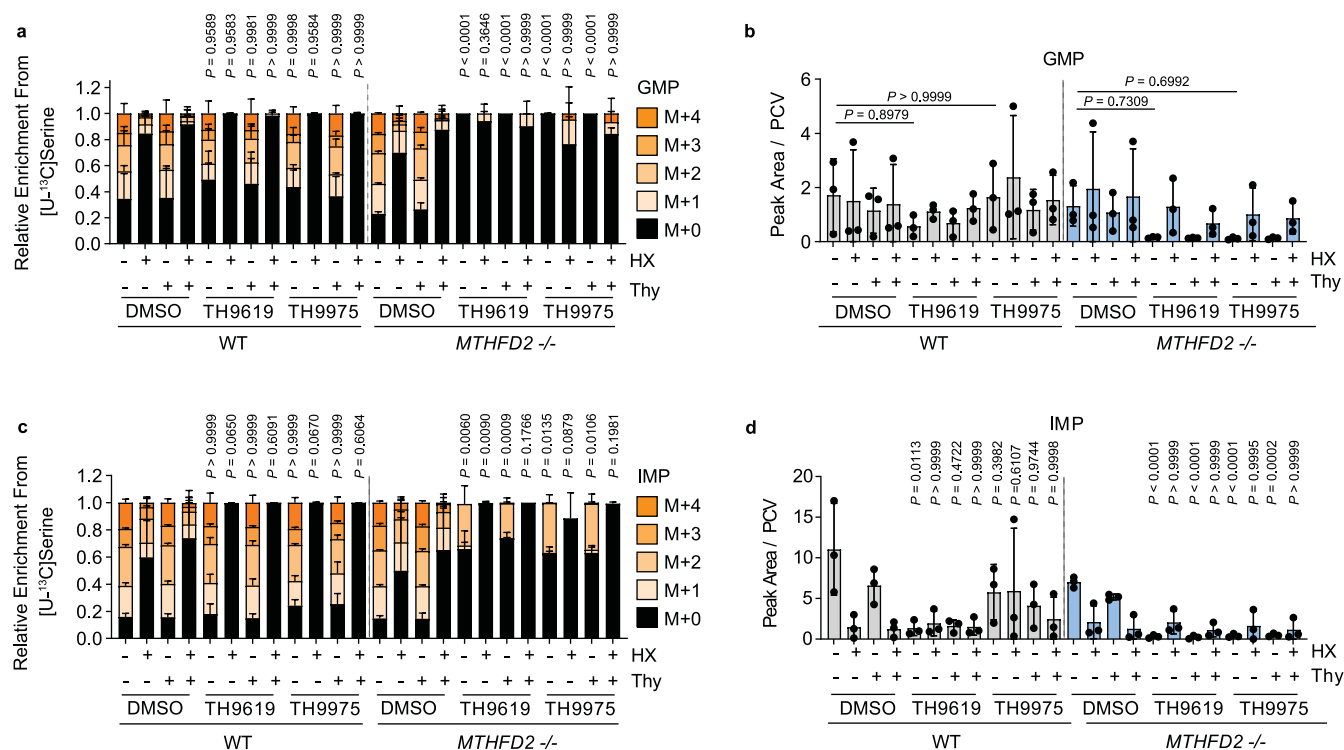 a
P = 0.9589
P = 0.9583
P = 0.9981
P > 0.9999
P = 0.9998
P = 0.9584
P > 0.9999
P > 0.9999
P < 0.0001
P = 0.3646
P < 0.0001
P > 0.9999
P < 0.0001
P > 0.9999
P < 0.0001
P > 0.9999
Relative Enrichment From
[U-¹³C]Serine
1.2
1.0
0.8
0.6
0.4
0.2
0.0
GMP
M+4
M+3
M+2
M+1
M+0
- + - + - + - + - + - + - + - + - + - + - + - + HX
- - + + - - + + - - + + - - + + - - + + - - + + Thy
DMSO TH9619 TH9975 DMSO TH9619 TH9975
WT MTHFD2 -/-
b
GMP
P = 0.6992
P > 0.9999
P = 0.7309
P = 0.8979
Peak Area / PCV
6
4
2
0
- + - + - + - + - + - + - + - + - + - + - + - + HX
- - + + - - + + - - + + - - + + - - + + - - + + Thy
DMSO TH9619 TH9975 DMSO TH9619 TH9975
WT MTHFD2 -/-
c
P > 0.9999
P = 0.0650
P > 0.9999
P = 0.6091
P > 0.9999
P = 0.0670
P > 0.9999
P = 0.6064
P = 0.0060
P = 0.0090
P = 0.0009
P = 0.1766
P = 0.0135
P = 0.0879
P = 0.0106
P = 0.1981
Relative Enrichment From
[U-¹³C]Serine
1.2
1.0
0.8
0.6
0.4
0.2
0.0
IMP
M+4
M+3
M+2
M+1
M+0
- + - + - + - + - + - + - + - + - + - + - + - + HX
- - + + - - + + - - + + - - + + - - + + - - + + Thy
DMSO TH9619 TH9975 DMSO TH9619 TH9975
WT MTHFD2 -/-
d
IMP
P = 0.0113
P > 0.9999
P = 0.4722
P > 0.9999
P = 0.3982
P = 0.6107
P = 0.9744
P = 0.9998
P < 0.0001
P > 0.9999
P < 0.0001
P > 0.9999
P < 0.0001
P = 0.9995
P = 0.0002
P > 0.9999
Peak Area / PCV
20
15
10
5
0
- + - + - + - + - + - + - + - + - + - + - + - + HX
- - + + - - + + - - + + - - + + - - + + - - + + Thy
DMSO TH9619 TH9975 DMSO TH9619 TH9975
WT MTHFD2 -/-